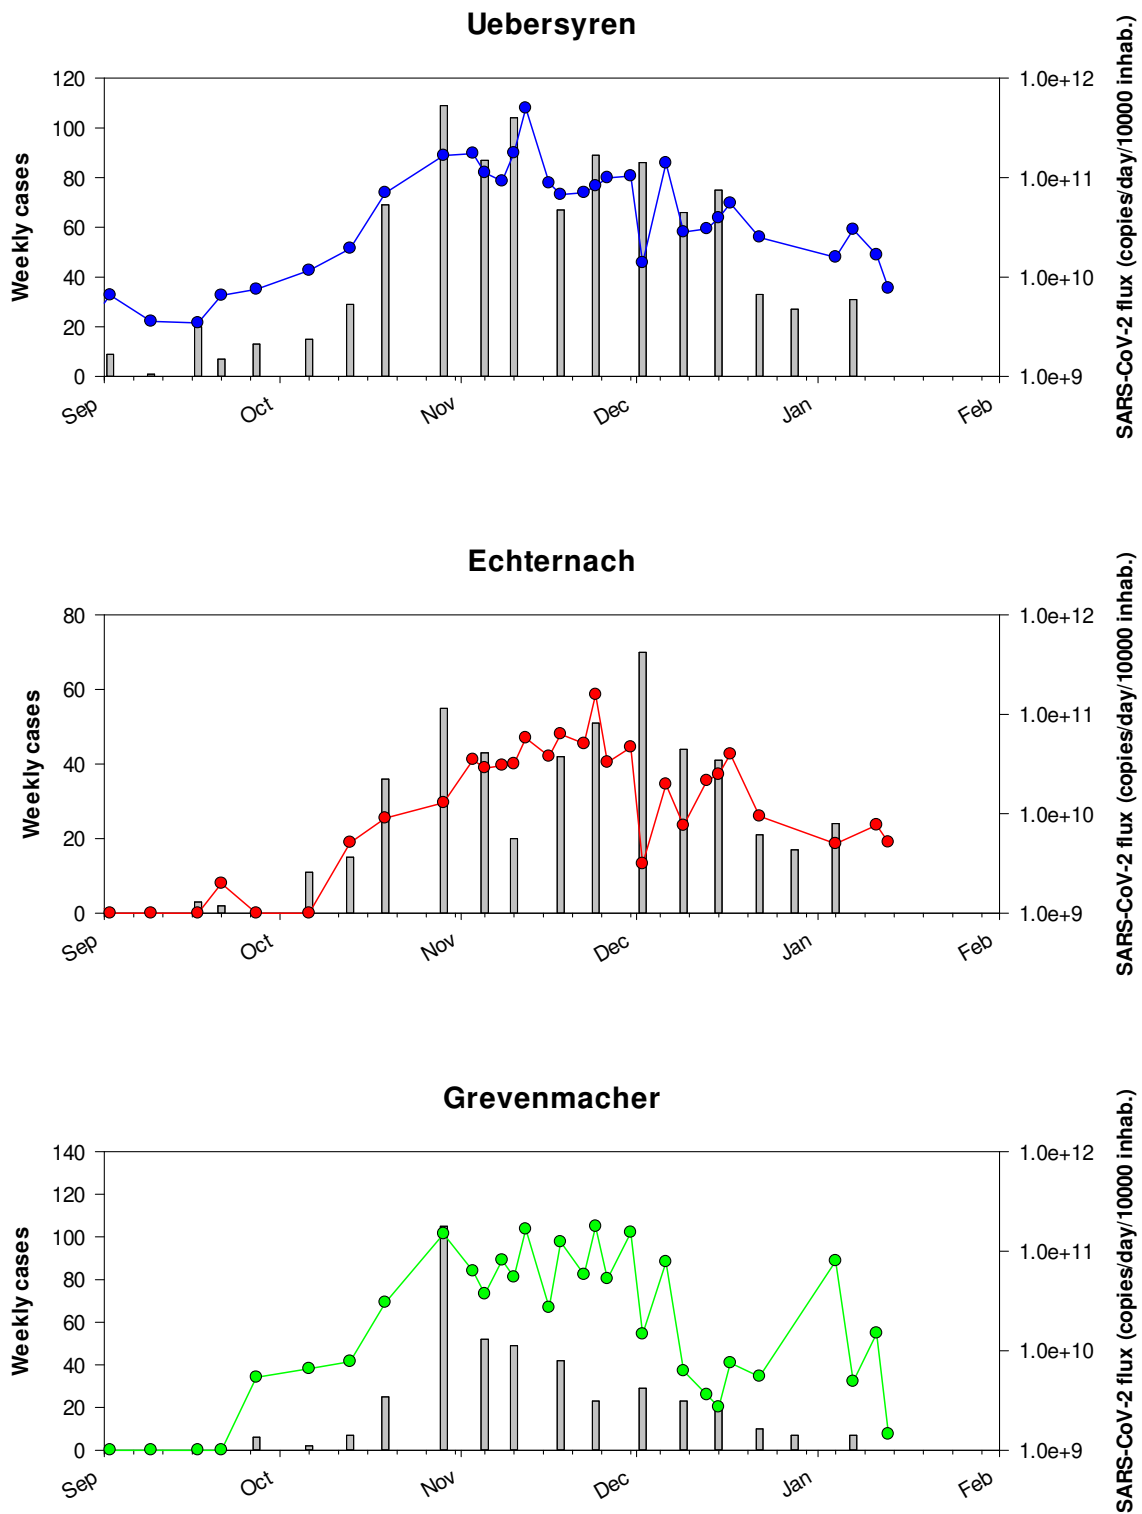 Uebersyren
Weekly cases
120
100
80
60
40
20
0
1.0e+12
1.0e+11
1.0e+10
1.0e+9
SARS-CoV-2 flux (copies/day/10000 inhab.)
Sep
Oct
Nov
Dec
Jan
Feb
Echternach
Weekly cases
80
60
40
20
0
1.0e+12
1.0e+11
1.0e+10
1.0e+9
SARS-CoV-2 flux (copies/day/10000 inhab.)
Sep
Oct
Nov
Dec
Jan
Feb
Grevenmacher
Weekly cases
140
120
100
80
60
40
20
0
1.0e+12
1.0e+11
1.0e+10
1.0e+9
SARS-CoV-2 flux (copies/day/10000 inhab.)
Sep
Oct
Nov
Dec
Jan
Feb